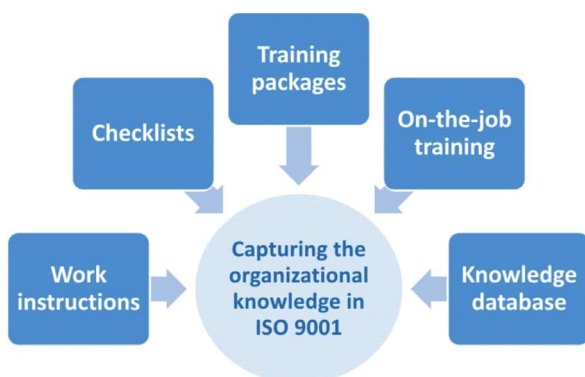 Training
packages
Checklists
On-the-job
training
Work
instructions
Capturing the
organizational
knowledge in
ISO 9001
Knowledge
database